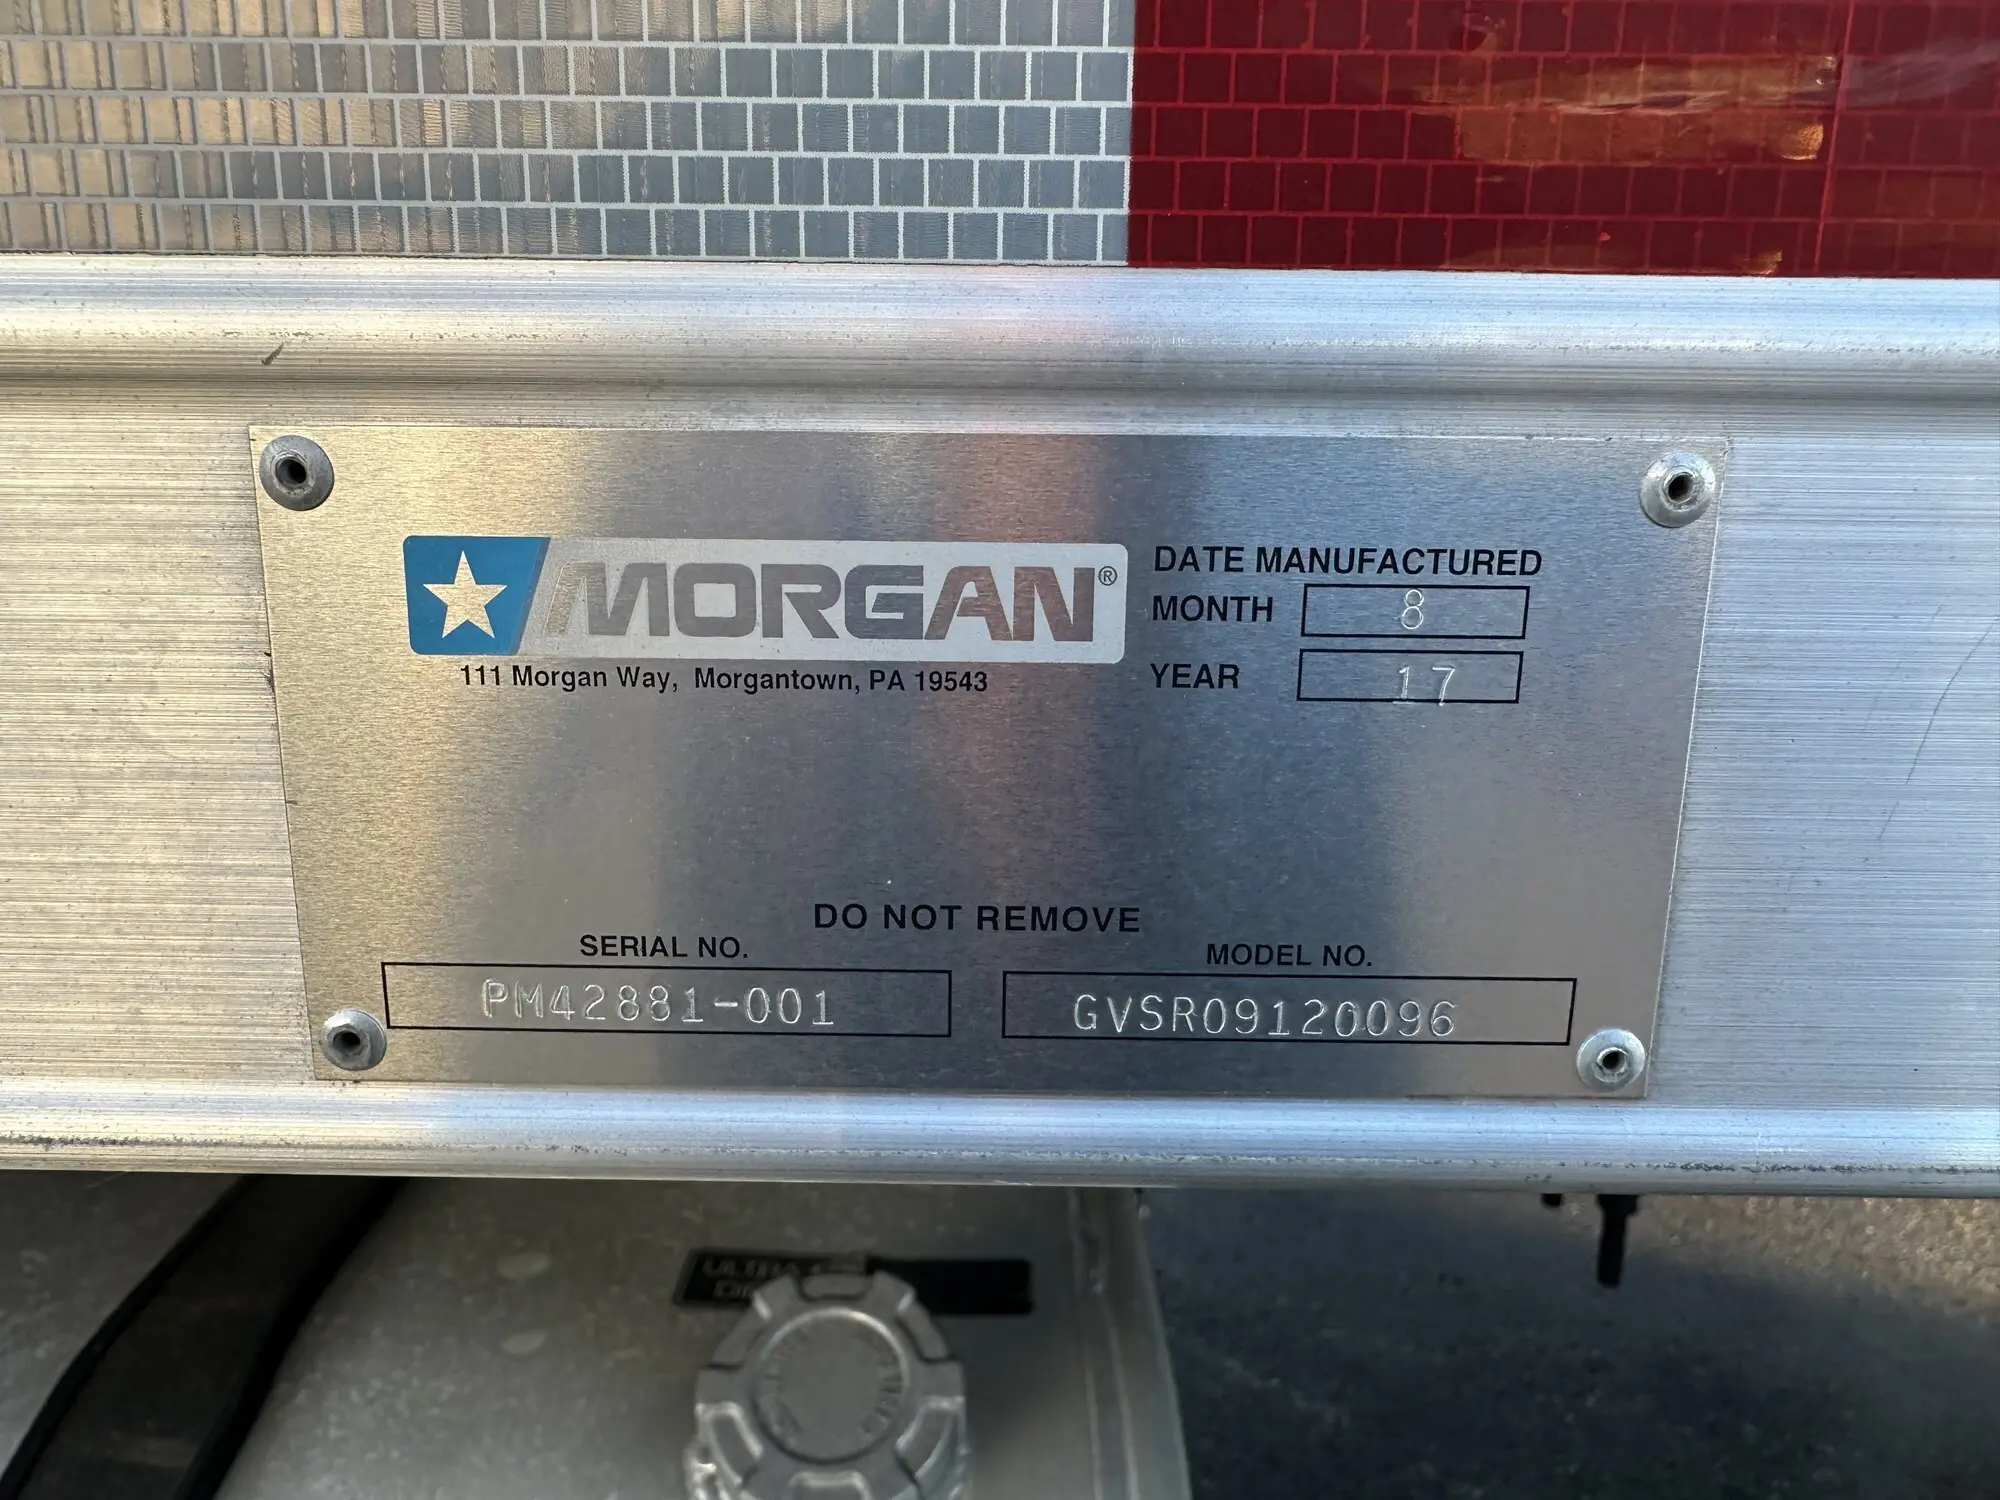 MORGAN®
111 Morgan Way, Morgantown, PA 19543
DATE MANUFACTURED
MONTH 8
YEAR 17
DO NOT REMOVE
SERIAL NO.
PM42881-001
MODEL NO.
GVSR09120096
ULTRA